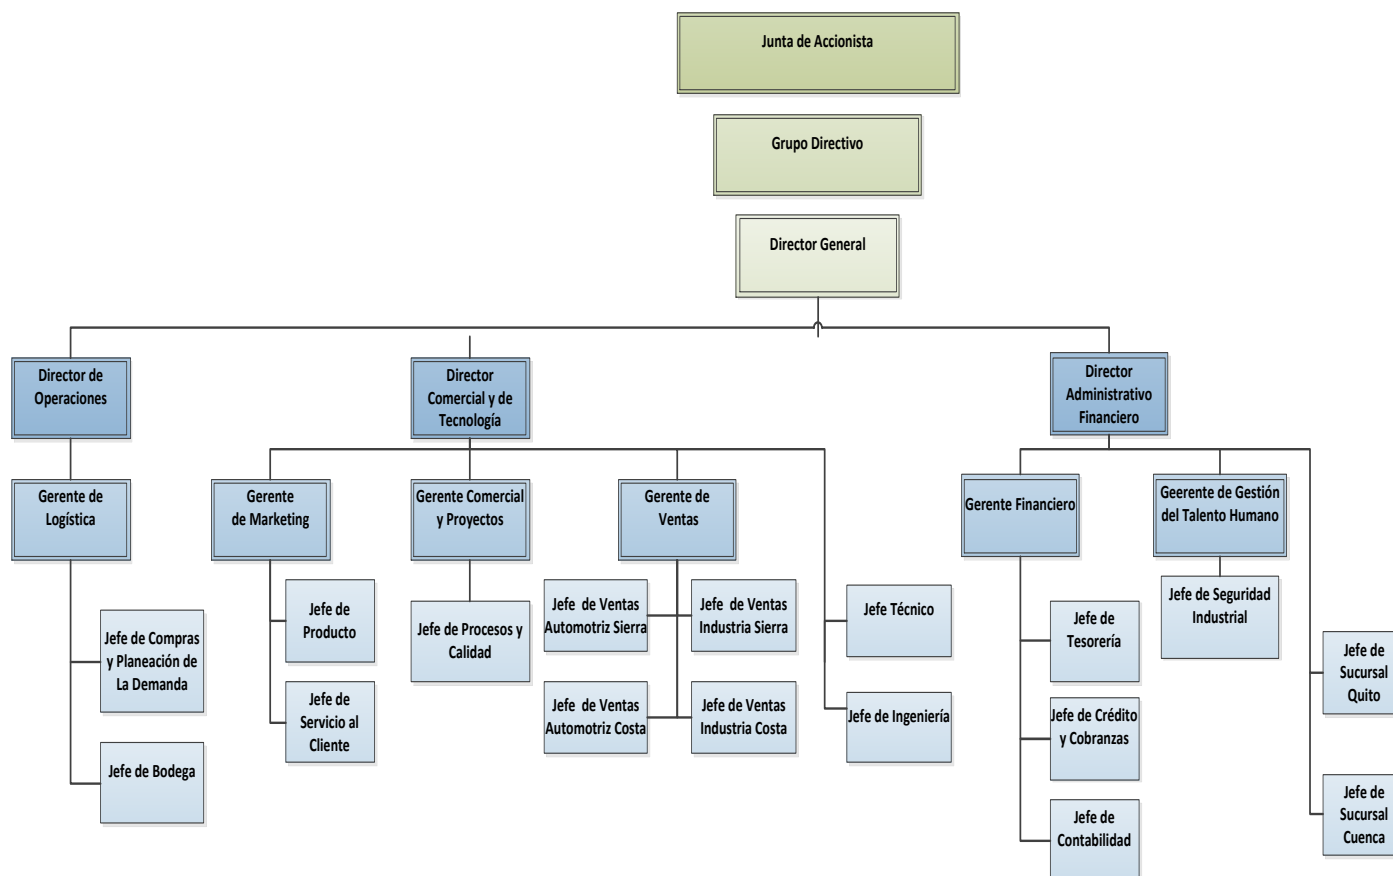 Junta de Accionista
Grupo Directivo
Director General
Director de
Operaciones
Director
Comercial y de
Tecnología
Director
Administrativo
Financiero
Gerente de
Logística
Gerente
de Marketing
Gerente Comercial
y Proyectos
Gerente de
Ventas
Gerente Financiero
Geerente de Gestión
del Talento Humano
Jefe de Compras
y Planeación de
La Demanda
Jefe de Bodega
Jefe de
Producto
Jefe de
Servicio al
Cliente
Jefe de Procesos y
Calidad
Jefe de Ventas
Automotriz Sierra
Jefe de Ventas
Industria Sierra
Jefe de Ventas
Automotriz Costa
Jefe de Ventas
Industria Costa
Jefe Técnico
Jefe de Ingeniería
Jefe de
Tesorería
Jefe de Crédito
y Cobranzas
Jefe de
Contabilidad
Jefe de Seguridad
Industrial
Jefe de
Sucursal
Quito
Jefe de
Sucursal
Cuenca